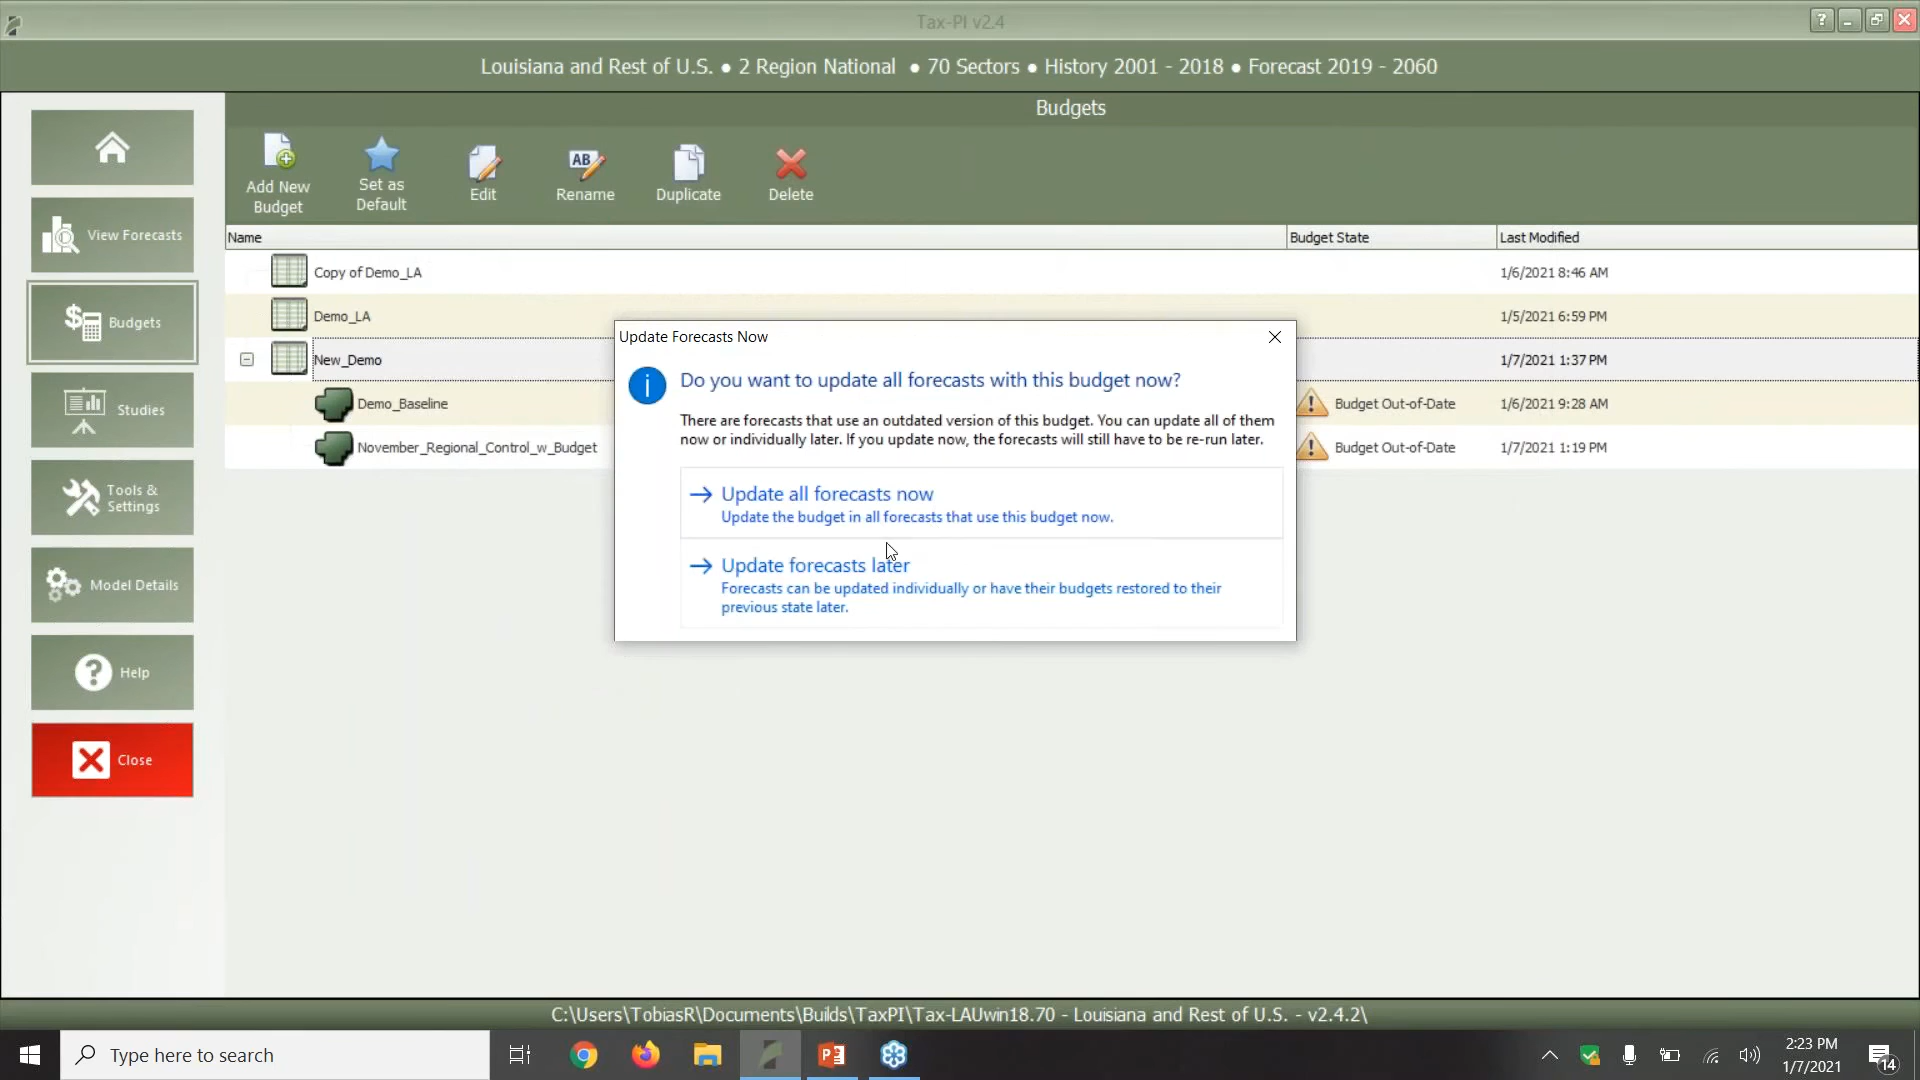 Tax-PI v2.4
Louisiana and Rest of U.S. ● 2 Region National ● 70 Sectors ● History 2001 - 2018 ● Forecast 2019 - 2060
Budgets
View Forecasts
Budgets
Studies
Tools &
Settings
Model Details
Help
Close
Add New
Budget
Set as
Default
Edit
AB
Rename
Duplicate
Delete
Name
Budget State
Last Modified
Copy of Demo_LA
1/6/2021 8:46 AM
Demo_LA
1/5/2021 6:59 PM
New_Demo
1/7/2021 1:37 PM
Demo_Baseline
Budget Out-of-Date
1/6/2021 9:28 AM
November_Regional_Control_w_Budget
Budget Out-of-Date
1/7/2021 1:19 PM
Update Forecasts Now
Do you want to update all forecasts with this budget now?
There are forecasts that use an outdated version of this budget. You can update all of them
now or individually later. If you update now, the forecasts will still have to be re-run later.
Update all forecasts now
Update the budget in all forecasts that use this budget now.
Update forecasts later
Forecasts can be updated individually or have their budgets restored to their
previous state later.
C:\Users\TobiasR\Documents\Builds\TaxPI\Tax-LAUwin18.70 - Louisiana and Rest of U.S. - v2.4.2\
Type here to search
2:23 PM
1/7/2021
14